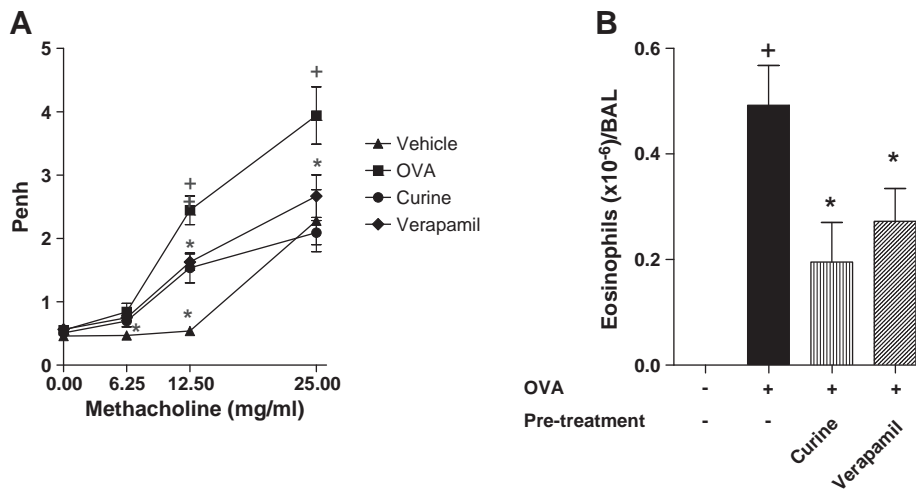 A
5
4
3
2
1
0
Penh
0.00 6.25 12.50 25.00
Methacholine (mg/ml)
+
+
+
*
*
*
*
Vehicle
OVA
Curine
Verapamil
B
0.6
0.4
0.2
0.0
Eosinophils (x10-6)/BAL
+
*
*
OVA - + + +
Pre-treatment - - Curine Verapamil